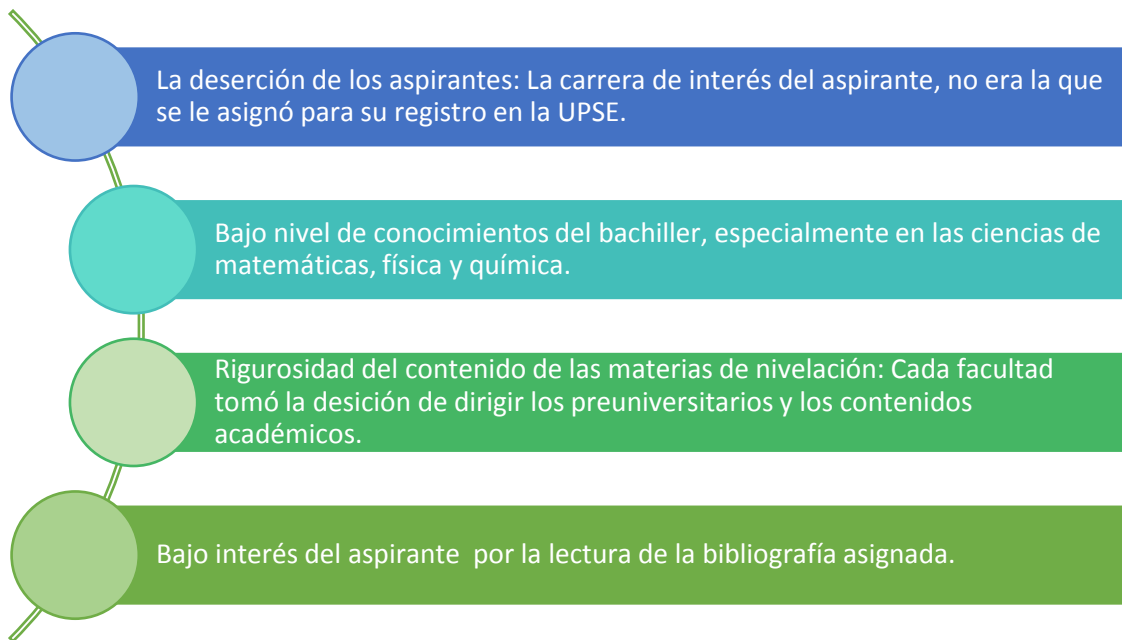 La deserción de los aspirantes: La carrera de interés del aspirante, no era la que
se le asignó para su registro en la UPSE.
Bajo nivel de conocimientos del bachiller, especialmente en las ciencias de
matemáticas, física y química.
Rigurosidad del contenido de las materias de nivelación: Cada facultad
tomó la desición de dirigir los preuniversitarios y los contenidos
académicos.
Bajo interés del aspirante  por la lectura de la bibliografía asignada.